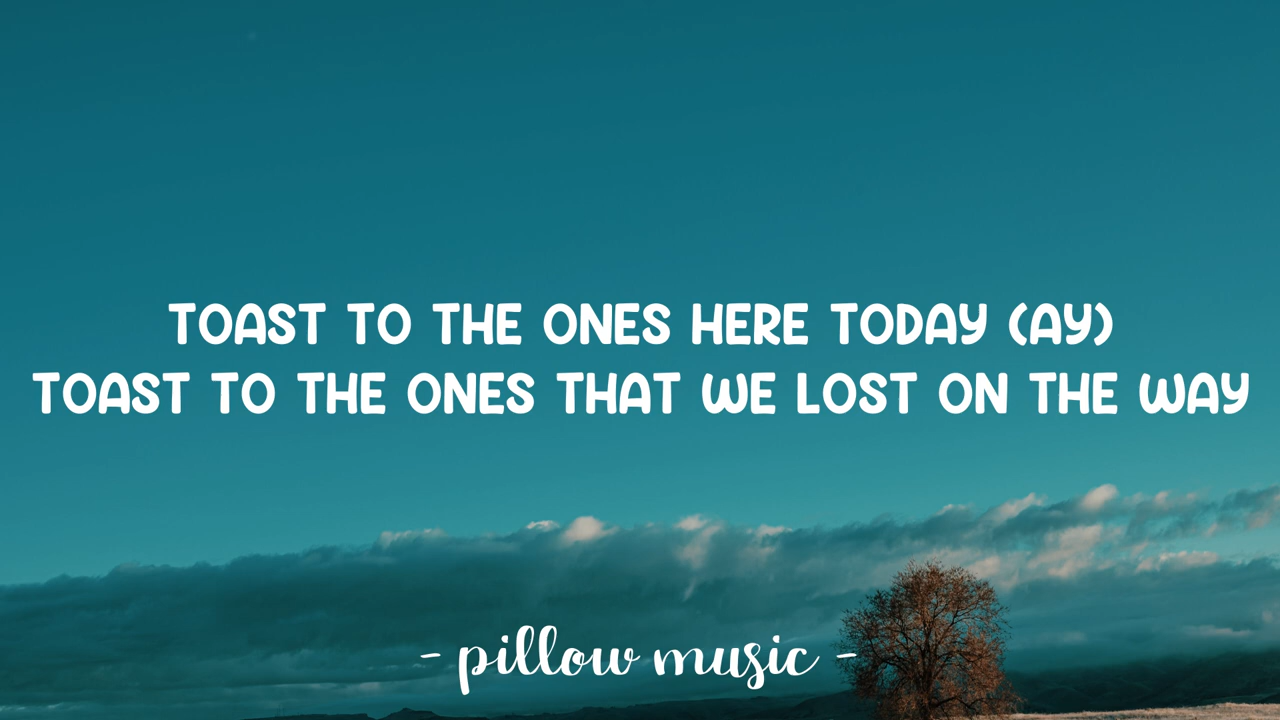 TOAST TO THE ONES HERE TODAY (AY)
TOAST TO THE ONES THAT WE LOST ON THE WAY
- pillow music -